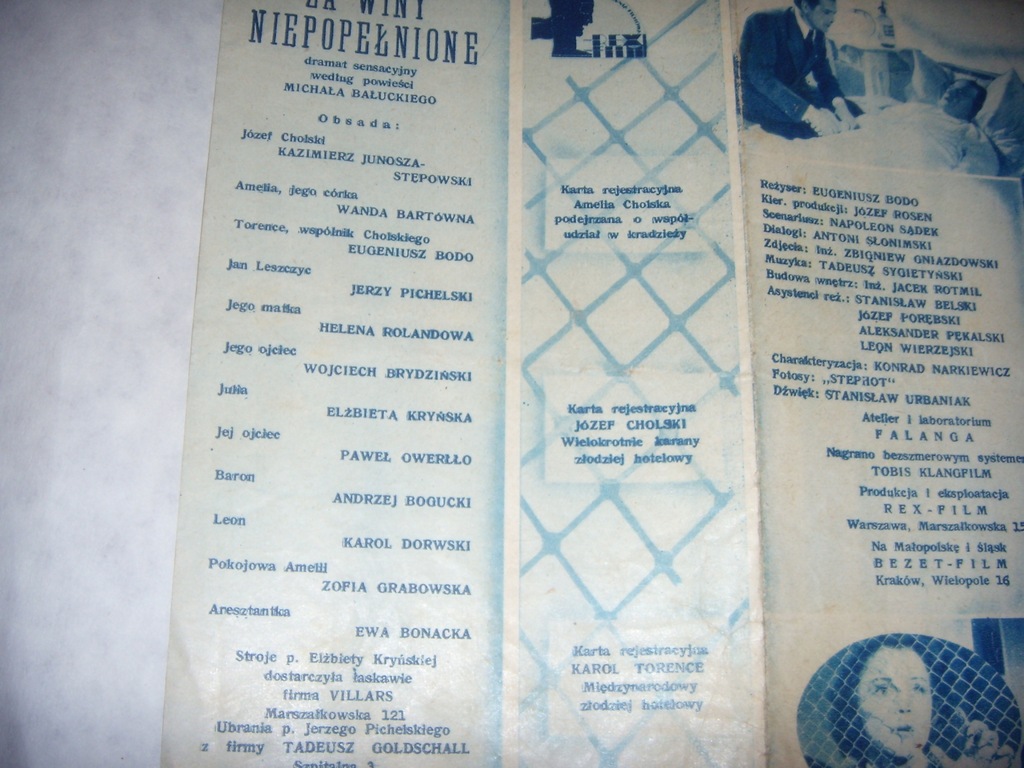 ZA WINY
NIEPOPEŁNIONE
dramat sensacyjny
według powieści
MICHAŁA BAŁUCKIEGO
Obsada:
Józef Cholski
KAZIMIERZ JUNOSZA-
STĘPOWSKI
Amelia, jego córka
WANDA BARTÓWNA
Torence, wspólnik Cholskiego
EUGENIUSZ BODO
Jan Leszczyc
JERZY PICHELSKI
Jego matka
HELENA ROLANDOWA
Jego ojciec
WOJCIECH BRYDZIŃSKI
Julia
ELŻBIETA KRYŃSKA
Jej ojciec
PAWEŁ OWERŁŁO
Baron
ANDRZEJ BOGUCKI
Leon
KAROL DORWSKI
Pokojowa Amelii
ZOFIA GRABOWSKA
Aresztantka
EWA BONACKA
Stroje p. Elżbiety Kryńskiej
dostarczyła łaskawie
firma VILLARS
Marszałkowska 121
Ubrania p. Jerzego Pichelskiego
z firmy TADEUSZ GOLDSCHALL
Szpitalna 3
REX
FILM
Karta rejestracyjna
Amelia Cholska
podejrzana o współ-
udział w kradzieży
Karta rejestracyjna
JÓZEF CHOLSKI
Wielokrotnie karany
złodziej hotelowy
Karta rejestracyjna
KAROL TORENCE
Międzynarodowy
złodziej hotelowy
Reżyser: EUGENIUSZ BODO
Kier. produkcji: JÓZEF ROSEN
Scenariusz: NAPOLEON SĄDEK
Dialogi: ANTONI SŁONIMSKI
Zdjęcia: Inż. ZBIGNIEW GNIAZDOWSKI
Muzyka: TADEUSZ SYGIETYŃSKI
Budowa wnętrz: Inż. JACEK ROTMIL
Asystenci reż.: STANISŁAW BELSKI
JÓZEF PORĘBSKI
ALEKSANDER PĘKALSKI
LEON WIERZEJSKI
Charakteryzacja: KONRAD NARKIEWICZ
Fotosy: „STEPHOT"
Dźwięk: STANISŁAW URBANIAK
Atelier i laboratorium
FALANGA
Nagrano bezszmerowym systemem
TOBIS KLANGFILM
Produkcja i eksploatacja
REX-FILM
Warszawa, Marszałkowska 15
Na Małopolskę i Śląsk
BEZET-FILM
Kraków, Wielopole 16